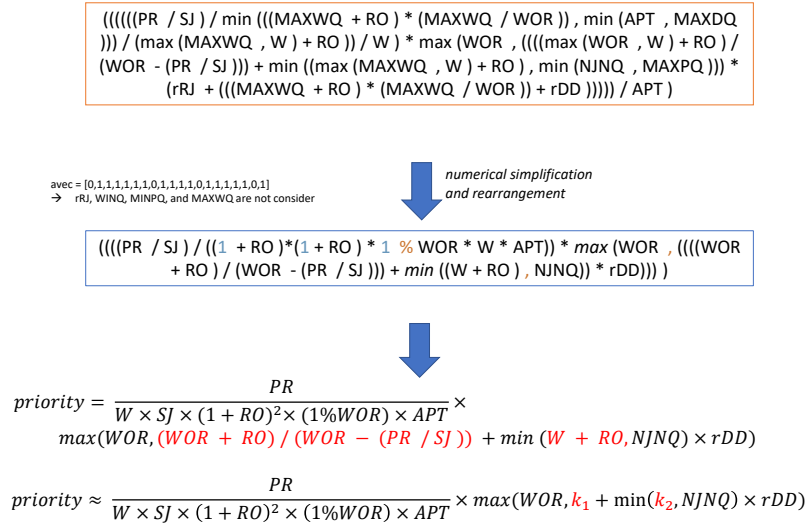 ((((((PR / SJ ) / min (((MAXWQ + RO ) * (MAXWQ / WOR )) , min (APT , MAXDQ
))) / (max (MAXWQ , W ) + RO )) / W ) * max (WOR , ((((max (WOR , W ) + RO ) /
(WOR - (PR / SJ ))) + min ((max (MAXWQ , W ) + RO ) , min (NJNQ , MAXPQ ))) *
(rRJ + (((MAXWQ + RO ) * (MAXWQ / WOR )) + rDD ))))) / APT )
numerical simplification
and rearrangement
avec = [0,1,1,1,1,1,1,0,1,1,1,1,0,1,1,1,1,1,0,1]
→ rRJ, WINQ, MINPQ, and MAXWQ are not consider
((((PR / SJ ) / ((1 + RO )*(1 + RO ) * 1 % WOR * W * APT)) * max (WOR , ((((WOR
+ RO ) / (WOR - (PR / SJ ))) + min ((W + RO ) , NJNQ)) * rDD))) )
priority = PR / W × SJ × (1 + RO)² × (1%WOR) × APT ×
max(WOR, (WOR + RO) / (WOR − (PR / SJ)) + min (W + RO, NJNQ) × rDD)
priority ≈ PR / W × SJ × (1 + RO)² × (1%WOR) × APT × max(WOR, k₁ + min(k₂, NJNQ) × rDD)